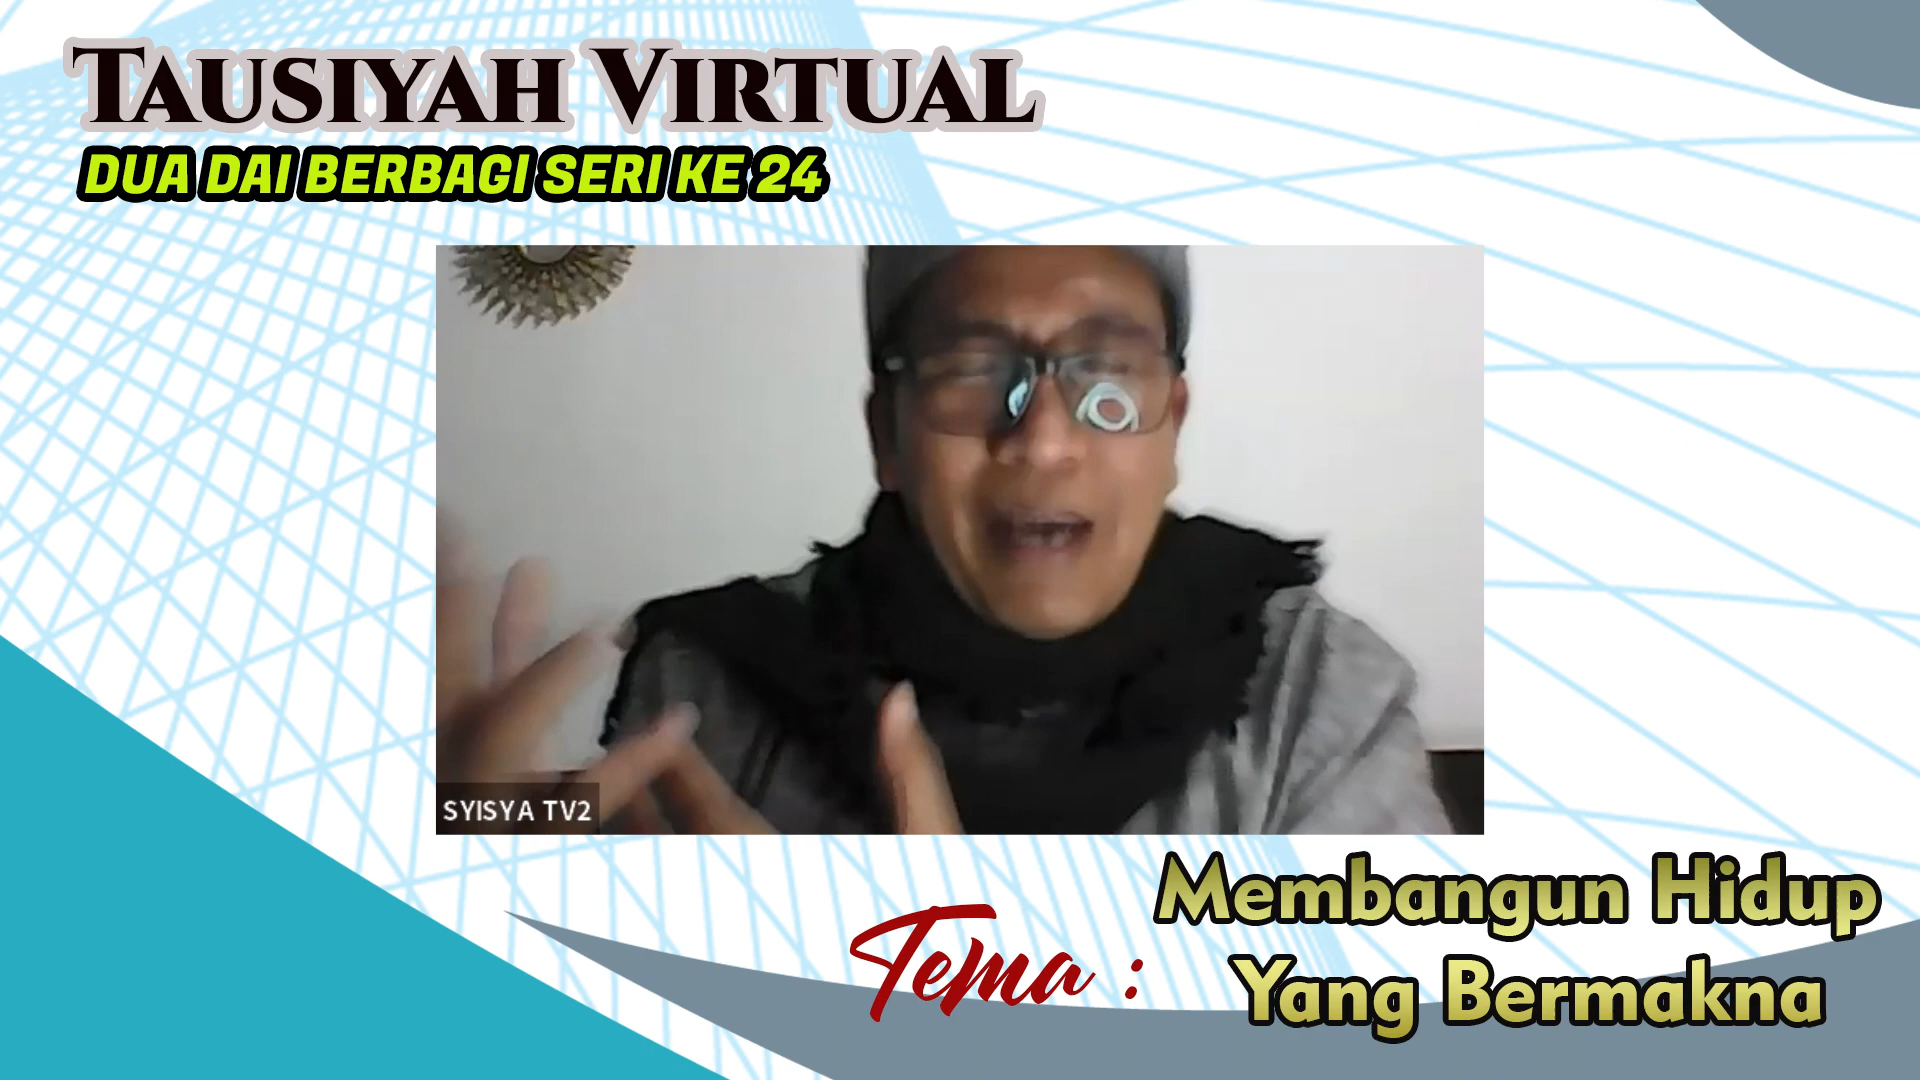 TAUSIYAH VIRTUAL
DUA DAI BERBAGI SERI KE 24
SYISYA TV2
Tema :
Membangun Hidup
Yang Bermakna